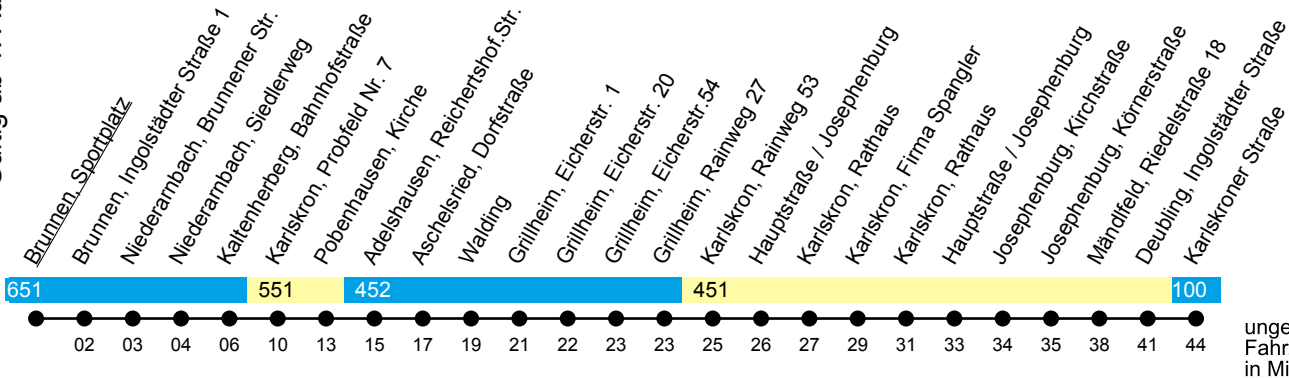 Brunnen, Sportplatz
Brunnen, Ingolstädter Straße 1
Niederarnbach, Brunnener Str.
Niederarnbach, Siedlerweg
Kaltenherberg, Bahnhofstraße
Karlskron, Probfeld Nr. 7
Pobenhausen, Kirche
Adelshausen, Reichertshof.Str.
Aschelsried, Dorfstraße
Walding
Grillheim, Eicherstr. 1
Grillheim, Eicherstr. 20
Grillheim, Eicherstr.54
Grillheim, Rainweg 27
Karlskron, Rainweg 53
Hauptstraße / Josephenburg
Karlskron, Rathaus
Karlskron, Firma Spangler
Karlskron, Rathaus
Hauptstraße / Josephenburg
Josephenburg, Kirchstraße
Josephenburg, Körnerstraße
Mändlfeld, Riedelstraße 18
Deubling, Ingolstädter Straße
Karlskroner Straße
651 551 452 451 100
02 03 04 06 10 13 15 17 19 21 22 23 23 25 26 27 29 31 33 34 35 38 41 44